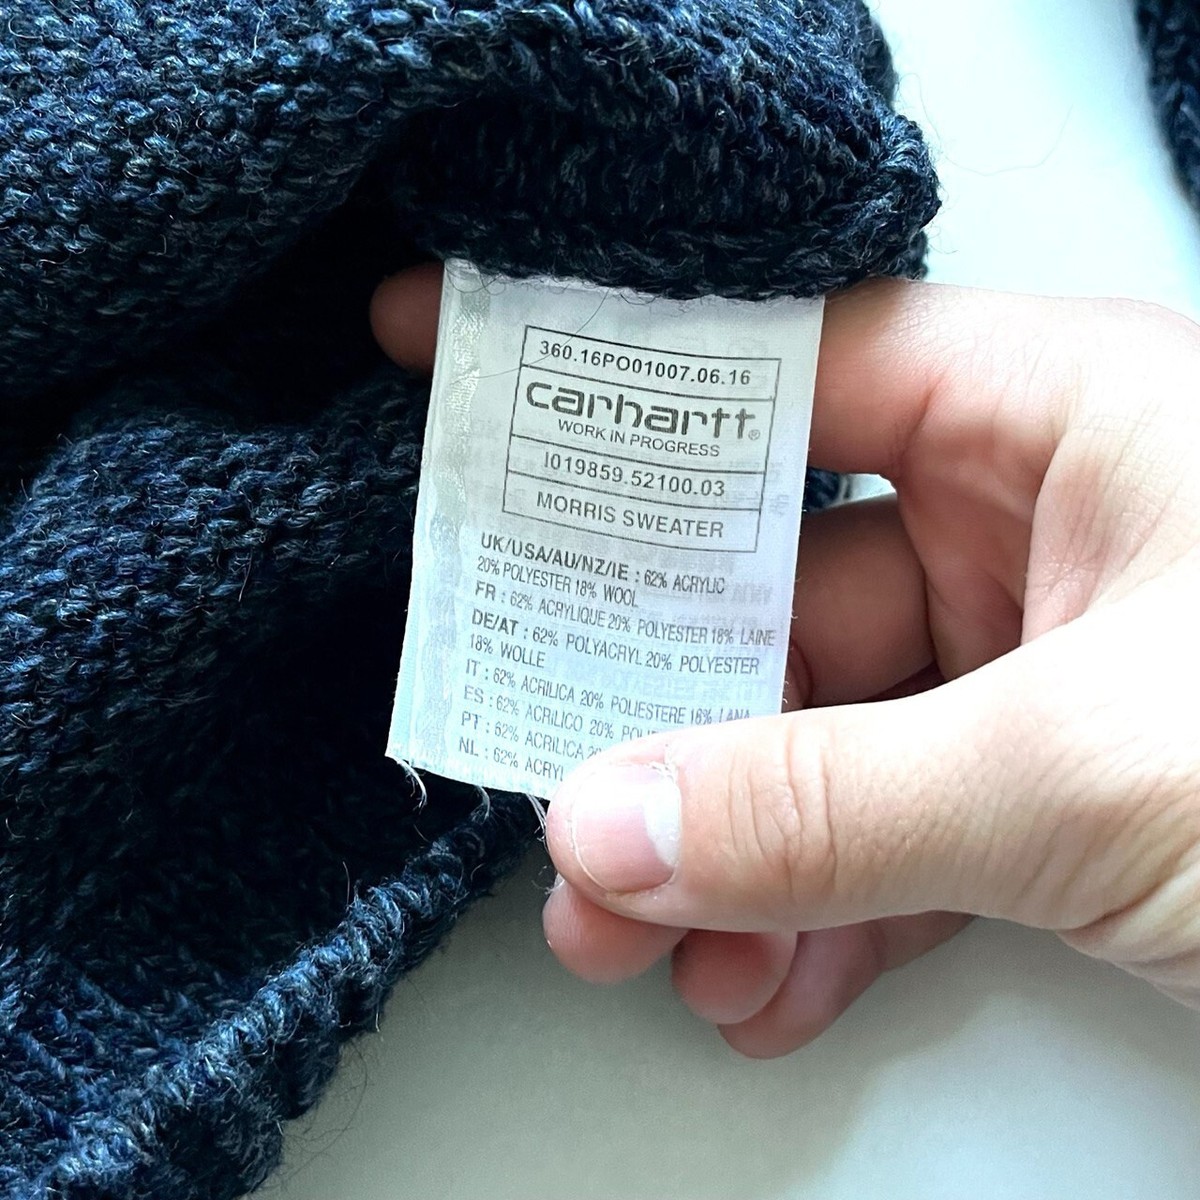 360.16PO01007.06.16
carhartt®
WORK IN PROGRESS
I019859.52100.03
MORRIS SWEATER
UK/USA/AU/NZ/IE : 62% ACRYLIC
20% POLYESTER 18% WOOL
FR : 62% ACRYLIQUE 20% POLYESTER 18% LAINE
DE/AT : 62% POLYACRYL 20% POLYESTER
18% WOLLE
IT : 62% ACRILICA 20% POLIESTERE 18% LANA
ES : 62% ACRILICO 20%
PT : 62% ACRILICA
NL : 62%